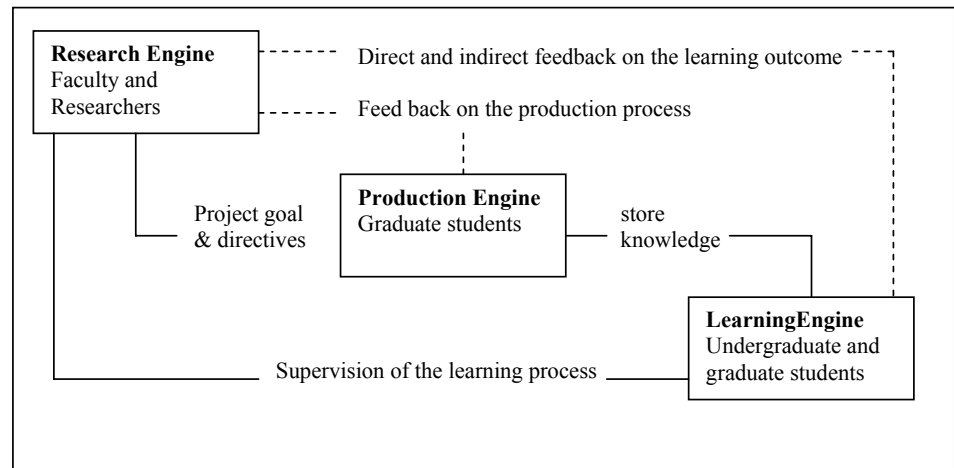 Research Engine
Faculty and
Researchers
Direct and indirect feedback on the learning outcome
Feed back on the production process
Project goal
& directives
Production Engine
Graduate students
store
knowledge
LearningEngine
Undergraduate and
graduate students
Supervision of the learning process